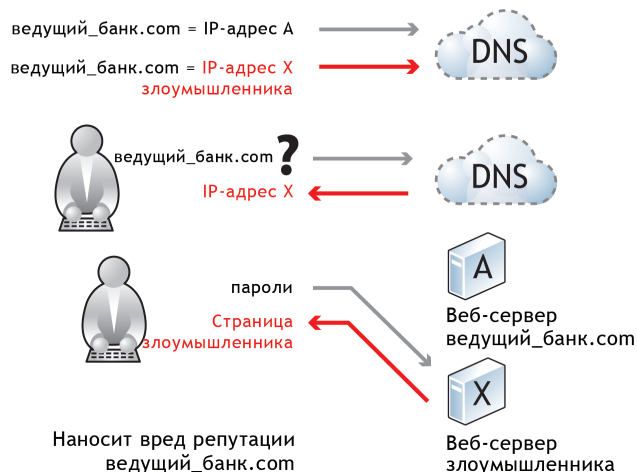 ведущий_банк.com = IP-адрес A
DNS
ведущий_банк.com = IP-адрес X
злоумышленника
ведущий_банк.com ?
DNS
IP-адрес X
A
пароли
Веб-сервер
ведущий_банк.com
Страница
злоумышленника
X
Наносит вред репутации
ведущий_банк.com
Веб-сервер
злоумышленника